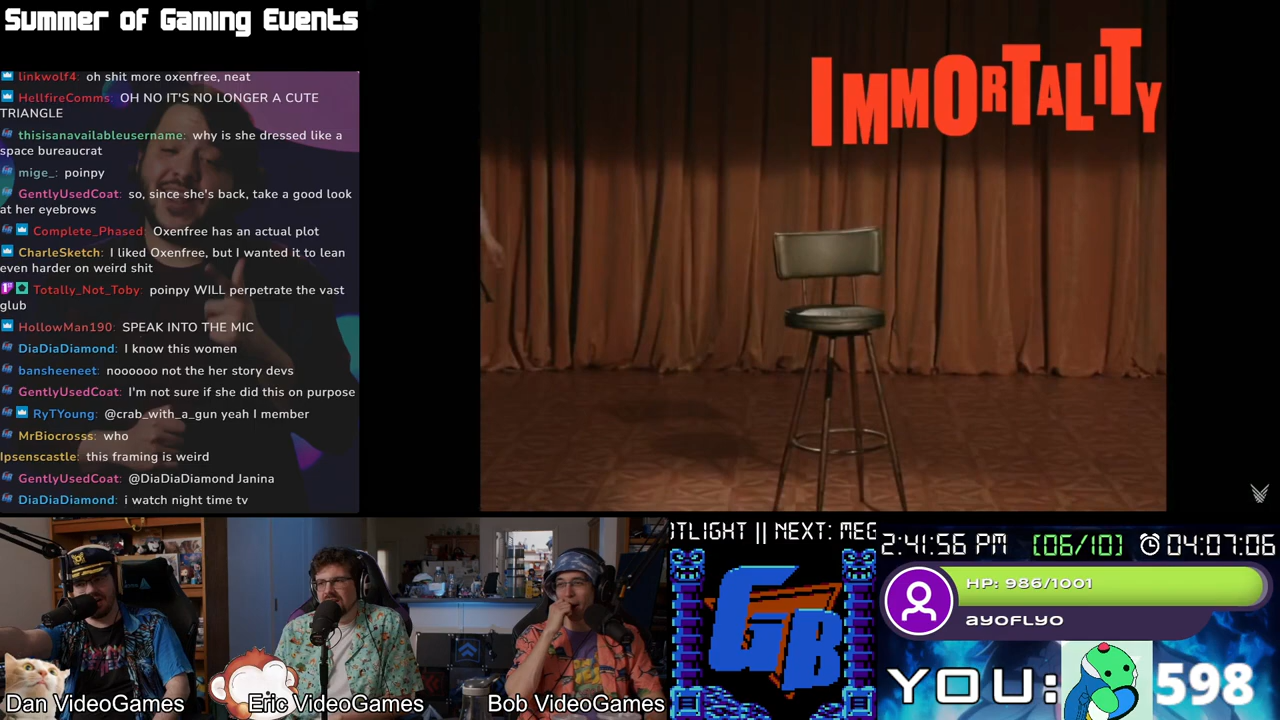 Summer of Gaming Events
linkwolf4: oh shit more oxenfree, neat
HellfireComms: OH NO IT'S NO LONGER A CUTE
TRIANGLE
thisisanavailableusername: why is she dressed like a
space bureaucrat
mige_: poinpy
GentlyUsedCoat: so, since she's back, take a good look
at her eyebrows
Complete_Phased: Oxenfree has an actual plot
CharleSketch: I liked Oxenfree, but I wanted it to lean
even harder on weird shit
Totally_Not_Toby: poinpy WILL perpetrate the vast
glub
HollowMan190: SPEAK INTO THE MIC
DiaDiaDiamond: I know this women
bansheeneet: noooooo not the her story devs
GentlyUsedCoat: I'm not sure if she did this on purpose
RyTYoung: @crab_with_a_gun yeah I member
MrBiocrosss: who
Ipsenscastle: this framing is weird
GentlyUsedCoat: @DiaDiaDiamond Janina
DiaDiaDiamond: i watch night time tv
IMMORTALITY
Dan VideoGames
Eric VideoGames
Bob VideoGames
OTLIGHT || NEXT: MEG
GB
2:41:56 PM [06/10] 04:07:06
HP: 986/1001
ayoflyo
YOU: 598